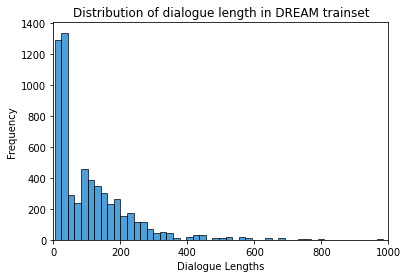 Distribution of dialogue length in DREAM trainset
Frequency
1400
1200
1000
800
600
400
200
0
0 200 400 600 800 1000
Dialogue Lengths